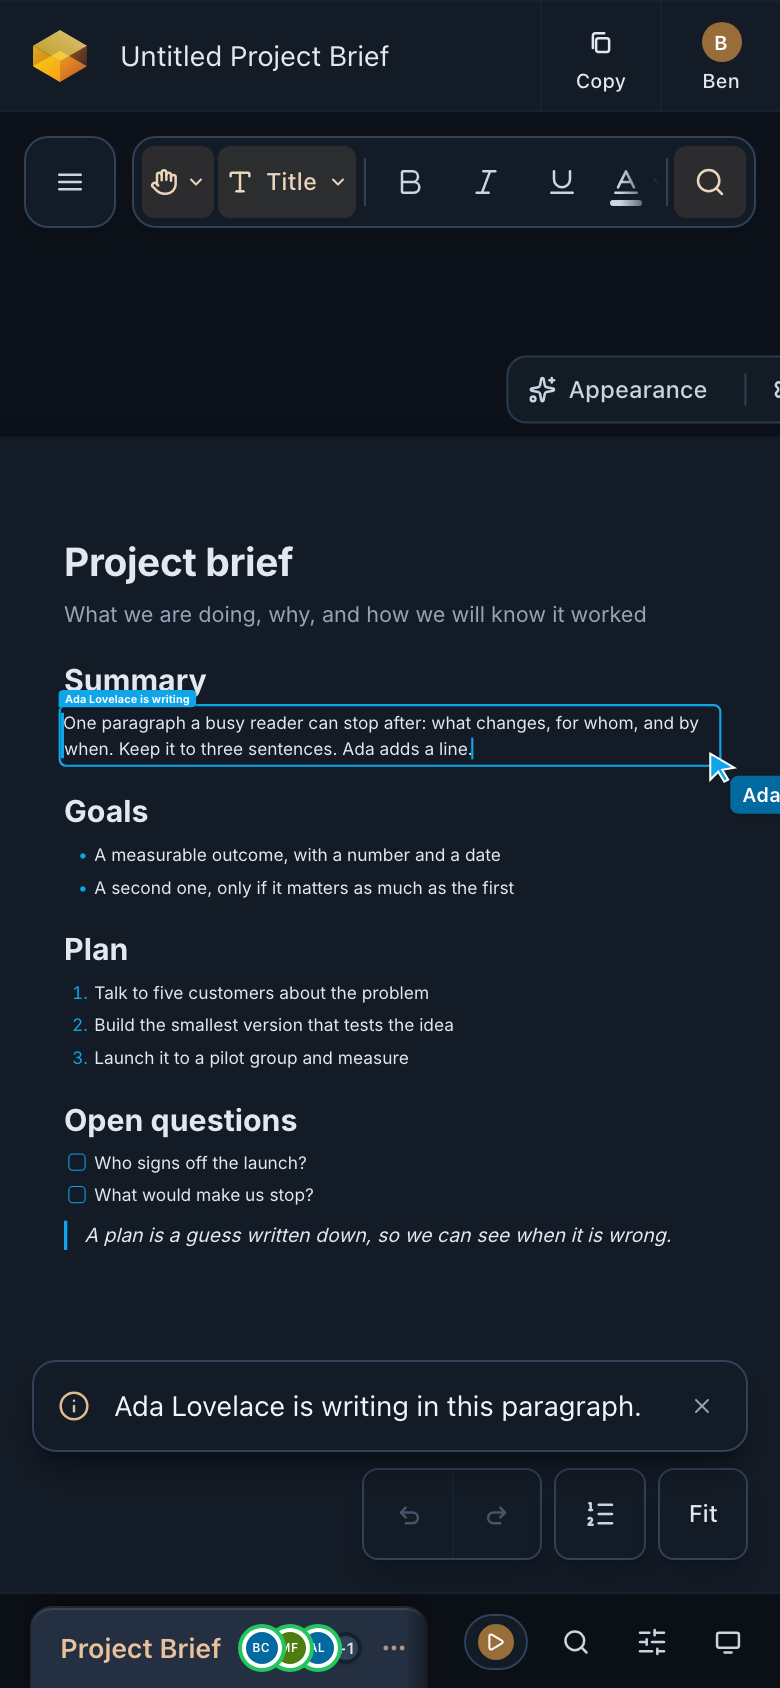 Untitled Project Brief
Copy
B
Ben
Title
B
I
U
A
Appearance
Project brief
What we are doing, why, and how we will know it worked
Summary
Ada Lovelace is writing
One paragraph a busy reader can stop after: what changes, for whom, and by
when. Keep it to three sentences. Ada adds a line.
Ada
Goals
• A measurable outcome, with a number and a date
• A second one, only if it matters as much as the first
Plan
1. Talk to five customers about the problem
2. Build the smallest version that tests the idea
3. Launch it to a pilot group and measure
Open questions
Who signs off the launch?
What would make us stop?
A plan is a guess written down, so we can see when it is wrong.
Ada Lovelace is writing in this paragraph.
Fit
Project Brief
BC
MF
AL
+1